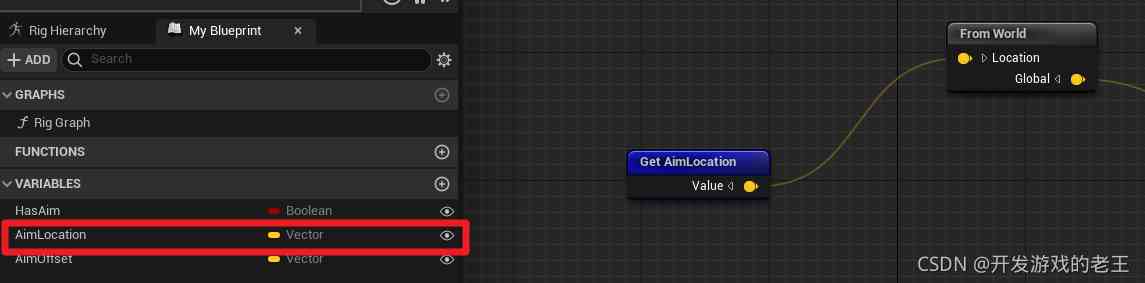 Rig Hierarchy
My Blueprint
ADD
Search
GRAPHS
Rig Graph
FUNCTIONS
VARIABLES
HasAim Boolean
AimLocation Vector
AimOffset Vector
From World
Location
Global
Get AimLocation
Value
CSDN @开发游戏的老王